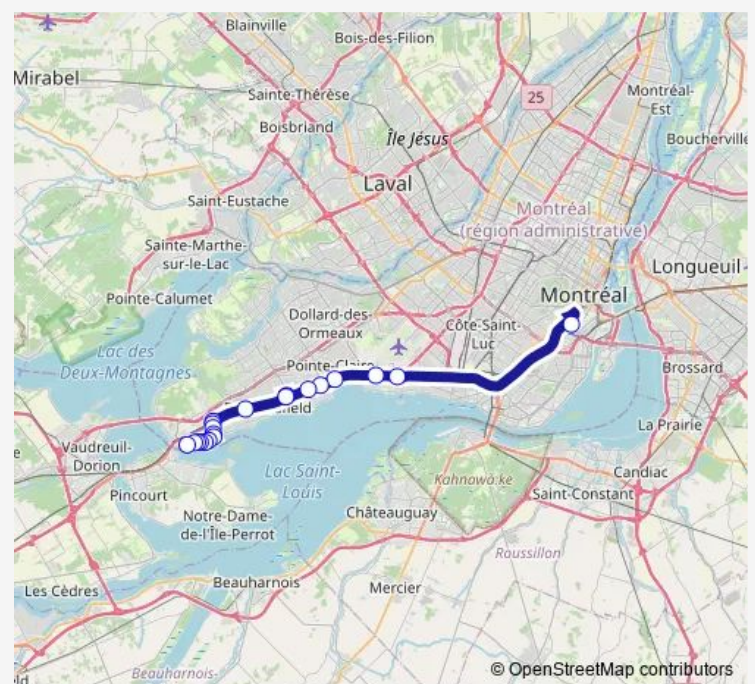 Blainville
Bois-des-Filion
Mirabel
Sainte-Thérèse
25
Montréal-
Est
Boisbriand
Île Jésus
Boucherville
Laval
Saint-Eustache
Montréal
(région administrative)
Sainte-Marthe-
sur-le-Lac
Longueuil
Pointe-Calumet
Montréal
Dollard-des-
Ormeaux
Côte-Saint-
Luc
Lac des
Deux-Montagnes
Pointe-Claire
Brossard
Vaudreuil-
Dorion
La Prairie
Lac Saint-
Louis
Kahnawà:ke
Candiac
Pincourt
Saint-Constant
Notre-Dame-
de-l'Île-Perrot
Châteauguay
Roussillon
Les Cèdres
Beauharnois
Mercier
Beauharnois-
© OpenStreetMap contributors